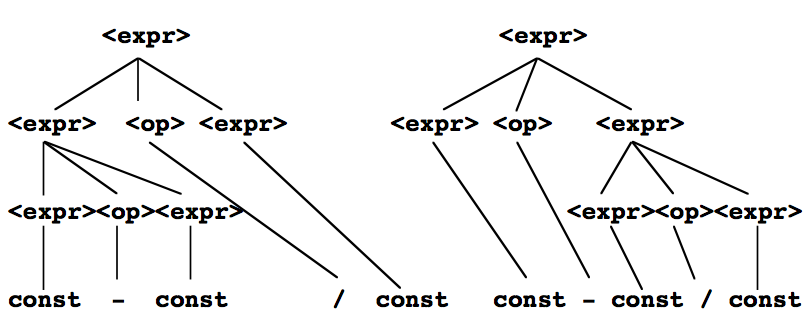 <expr> <expr>
<expr> <op> <expr> <expr> <op> <expr>
<expr><op><expr> <expr><op><expr>
const - const / const const - const / const